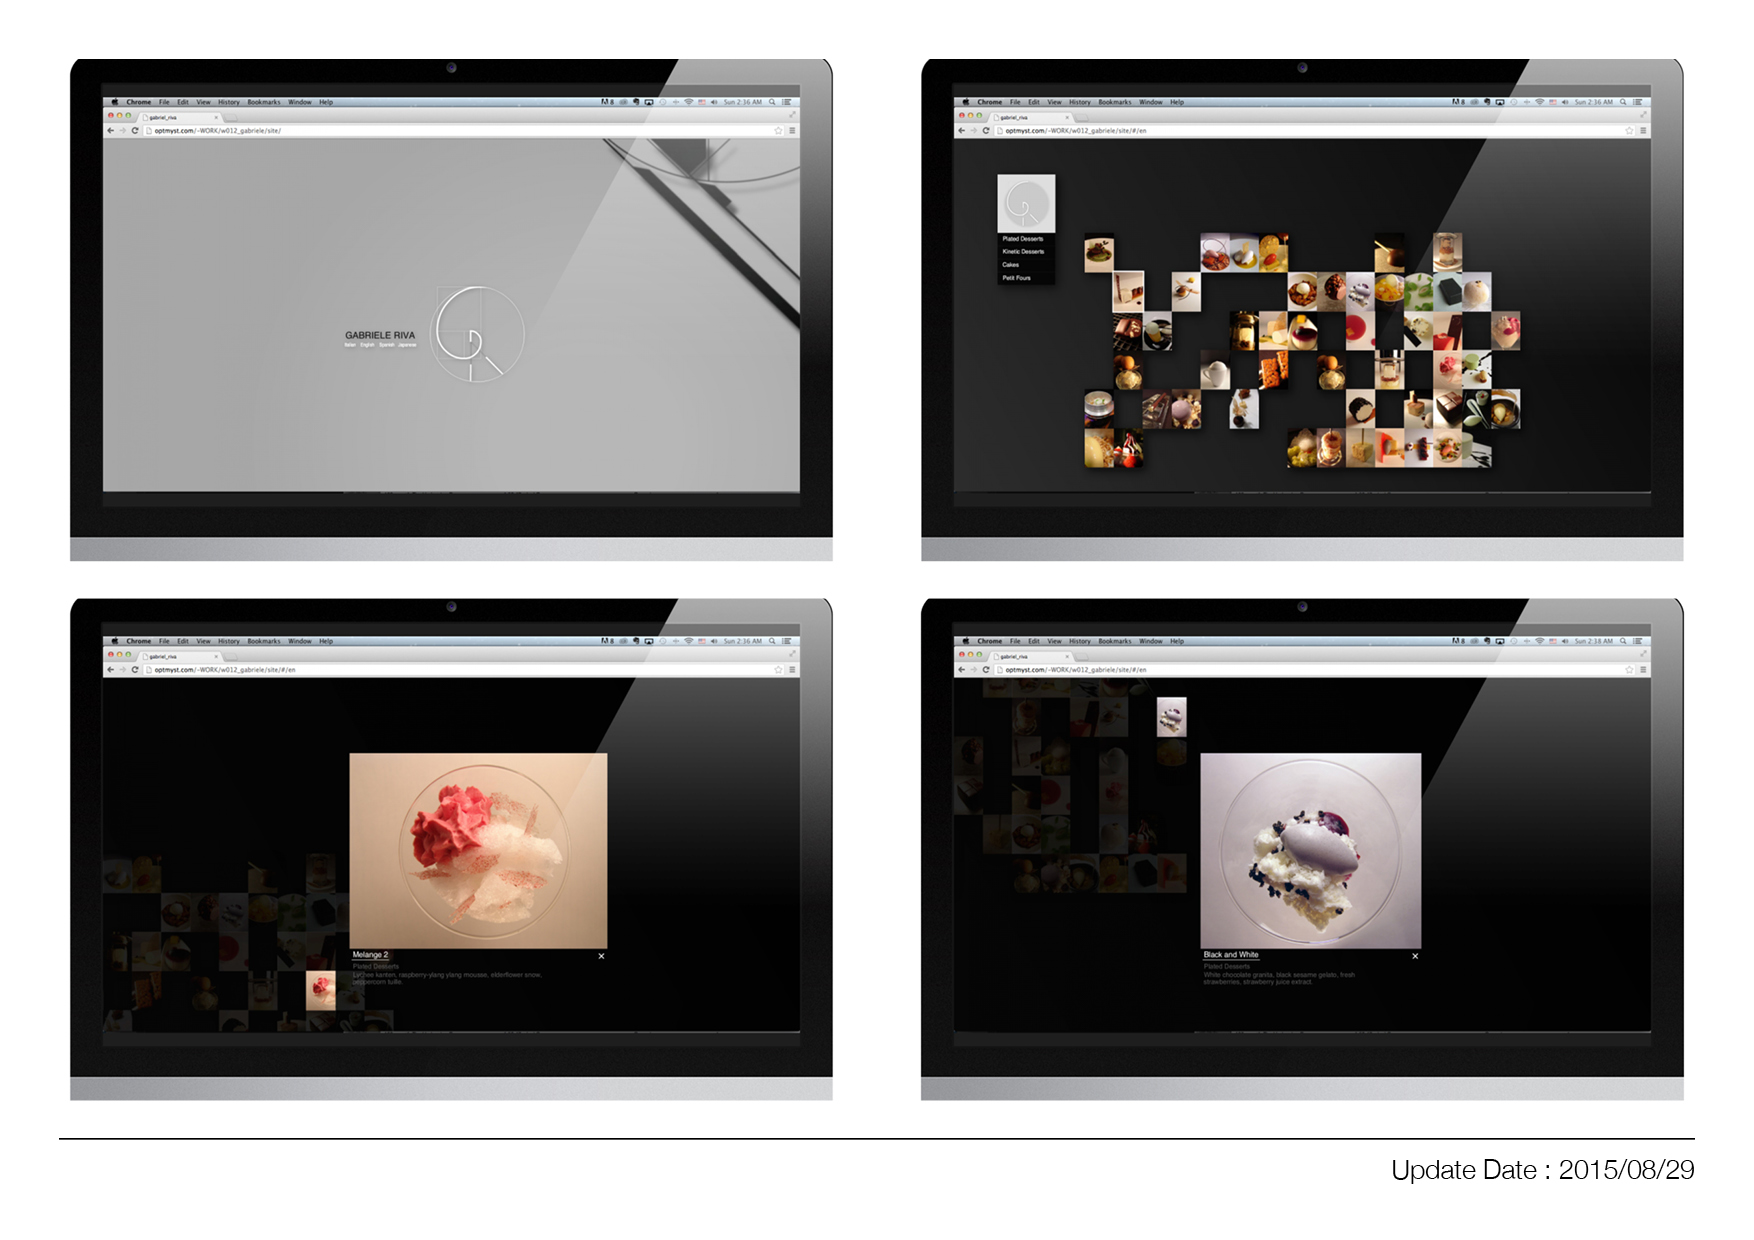 Chrome File Edit View History Bookmarks Window Help
8 Sun 2:36 AM
gabriel_riva
optmyst.com/-WORK/w012_gabriele/site/
GABRIELE RIVA
Italian English Spanish Japanese
Chrome File Edit View History Bookmarks Window Help
8 Sun 2:36 AM
gabriel_riva
optmyst.com/-WORK/w012_gabriele/site/#/en
Plated Desserts
Kinetic Desserts
Cakes
Petit Fours
Chrome File Edit View History Bookmarks Window Help
8 Sun 2:36 AM
gabriel_riva
optmyst.com/-WORK/w012_gabriele/site/#/en
Melange 2
Plated Desserts
Lychee kanten, raspberry-ylang ylang mousse, elderflower snow,
peppercorn tuille.
Chrome File Edit View History Bookmarks Window Help
8 Sun 2:38 AM
gabriel_riva
optmyst.com/-WORK/w012_gabriele/site/#/en
Black and White
Plated Desserts
White chocolate granita, black sesame gelato, fresh
strawberries, strawberry juice extract.
Update Date : 2015/08/29